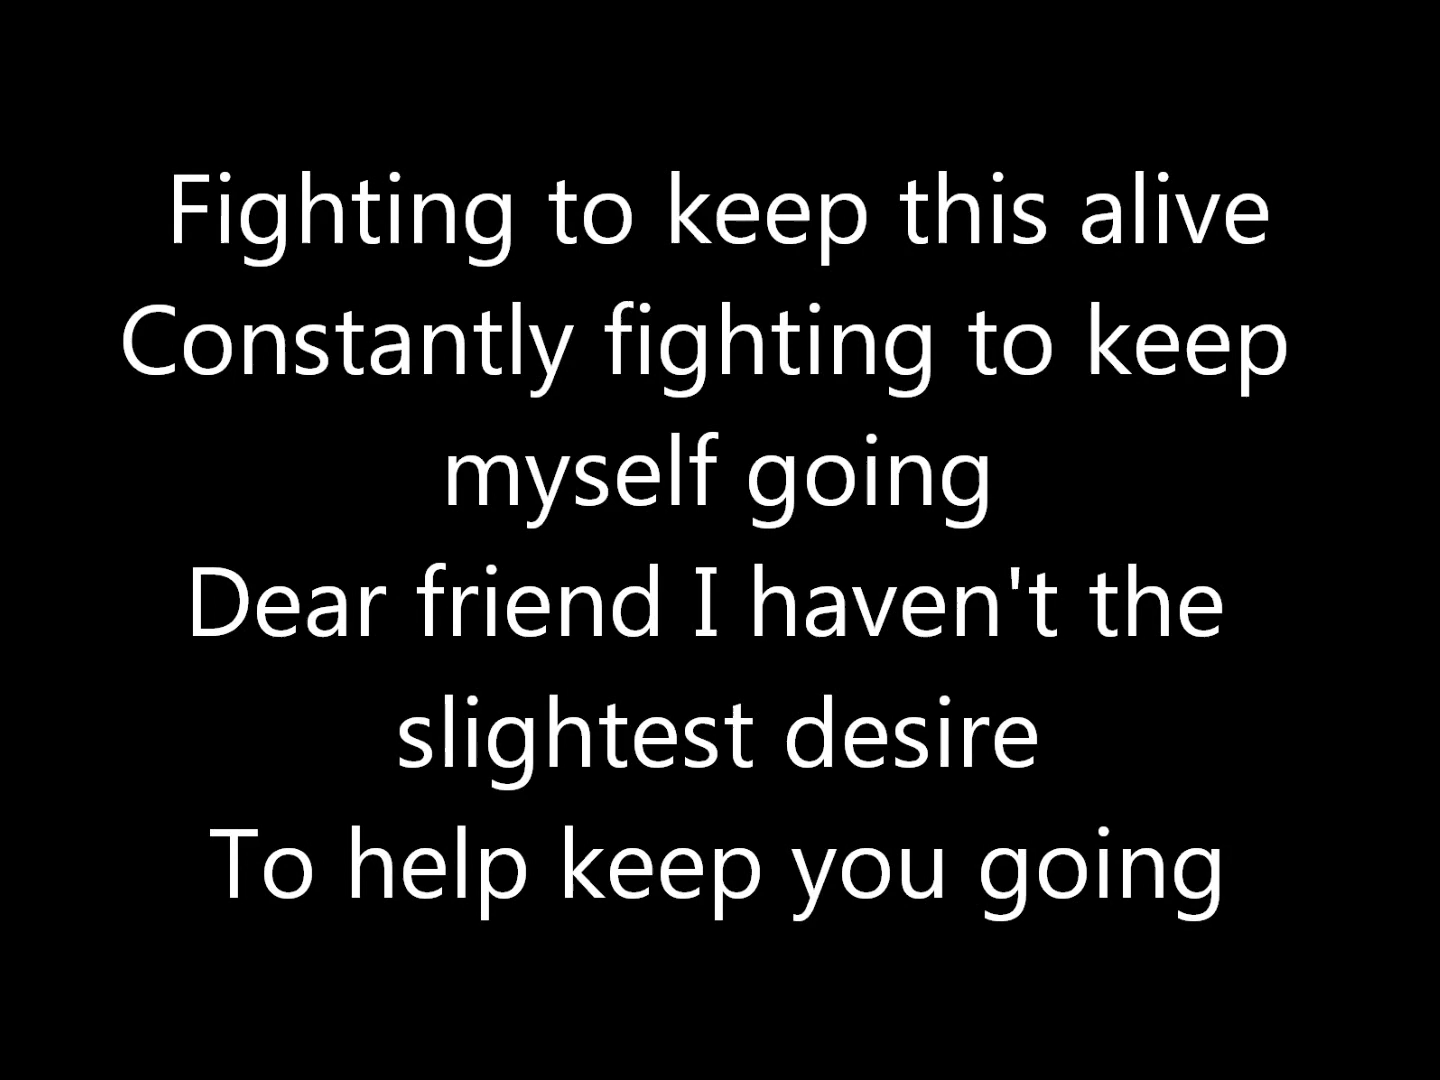 Fighting to keep this alive
Constantly fighting to keep
myself going
Dear friend I haven't the
slightest desire
To help keep you going